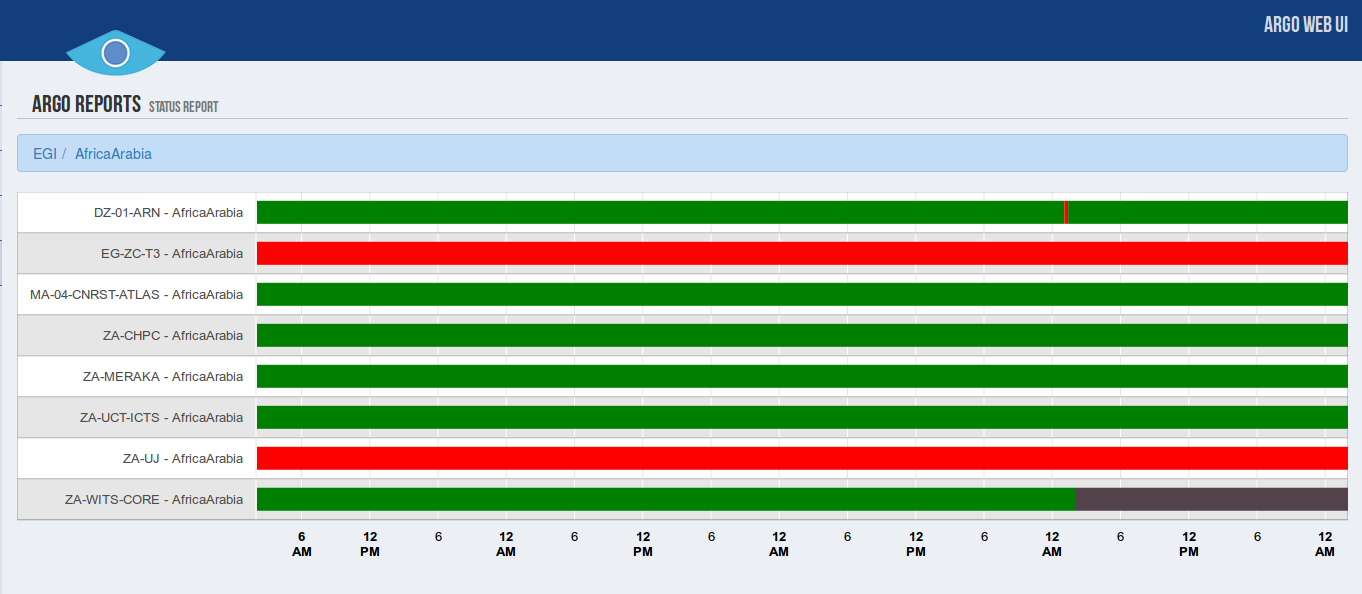 ARGO WEB UI
ARGO REPORTS STATUS REPORT
EGI / AfricaArabia
DZ-01-ARN - AfricaArabia
EG-ZC-T3 - AfricaArabia
MA-04-CNRST-ATLAS - AfricaArabia
ZA-CHPC - AfricaArabia
ZA-MERAKA - AfricaArabia
ZA-UCT-ICTS - AfricaArabia
ZA-UJ - AfricaArabia
ZA-WITS-CORE - AfricaArabia
6 12 6 12 6 12 6 12 6 12 6 12 6 12 6 12
AM PM AM PM AM PM AM PM AM